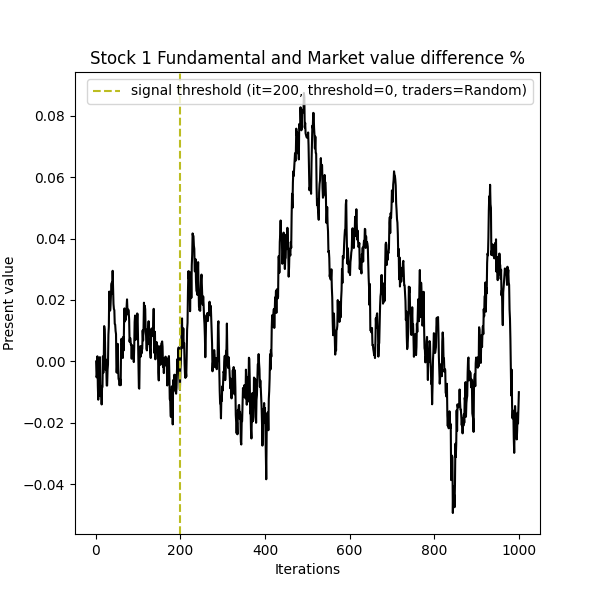 Stock 1 Fundamental and Market value difference %
signal threshold (it=200, threshold=0, traders=Random)
0.08
0.06
0.04
0.02
0.00
−0.02
−0.04
Present value
0 200 400 600 800 1000
Iterations